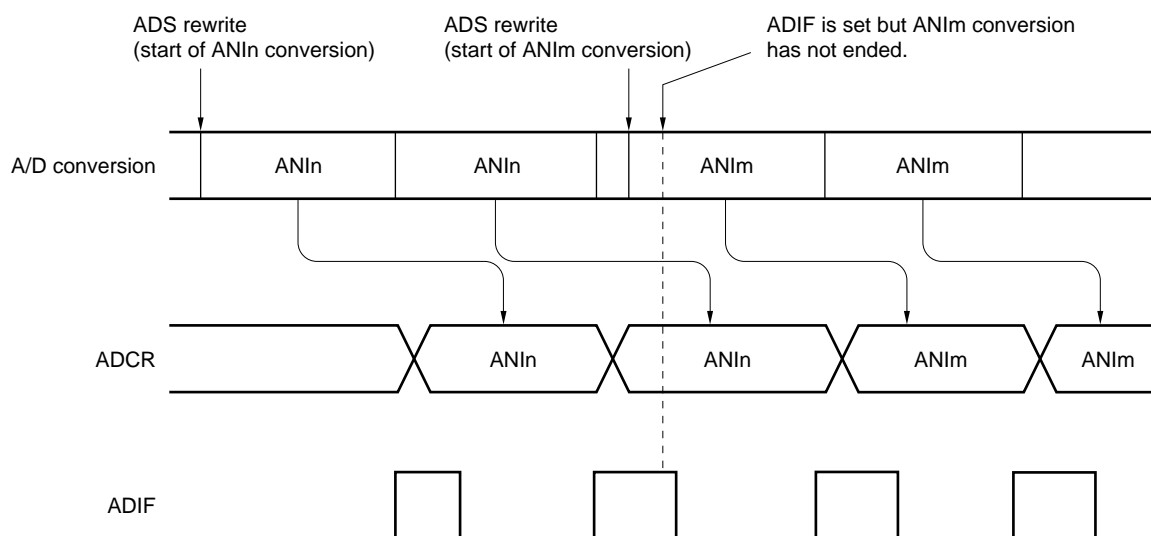 ADS rewrite
(start of ANIn conversion)
ADS rewrite
(start of ANIm conversion)
ADIF is set but ANIm conversion
has not ended.
A/D conversion
ANIn
ANIn
ANIm
ANIm
ADCR
ANIn
ANIn
ANIm
ANIm
ADIF